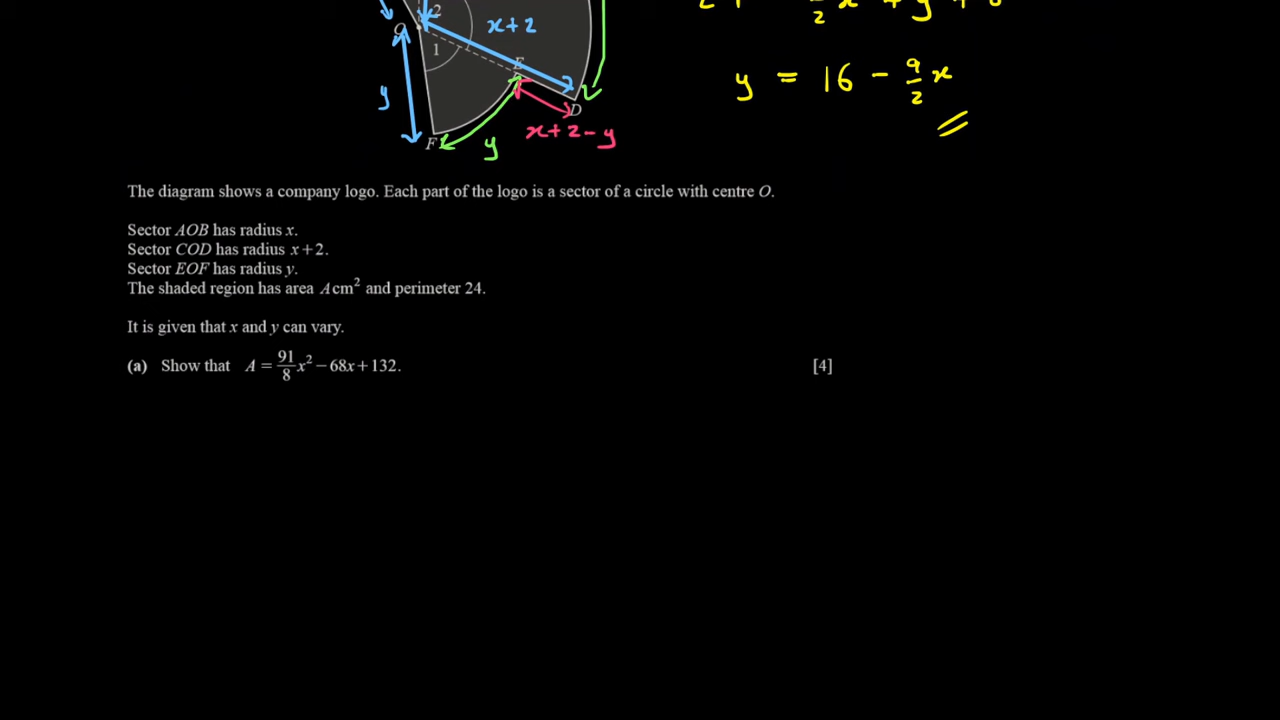 2
x+2
O
1
E
y
D
x+2-y
F
y
y = 16 - 9/2 x
The diagram shows a company logo. Each part of the logo is a sector of a circle with centre O.
Sector AOB has radius x.
Sector COD has radius x+2.
Sector EOF has radius y.
The shaded region has area A cm² and perimeter 24.
It is given that x and y can vary.
(a) Show that A = 91/8 x² − 68x + 132. [4]